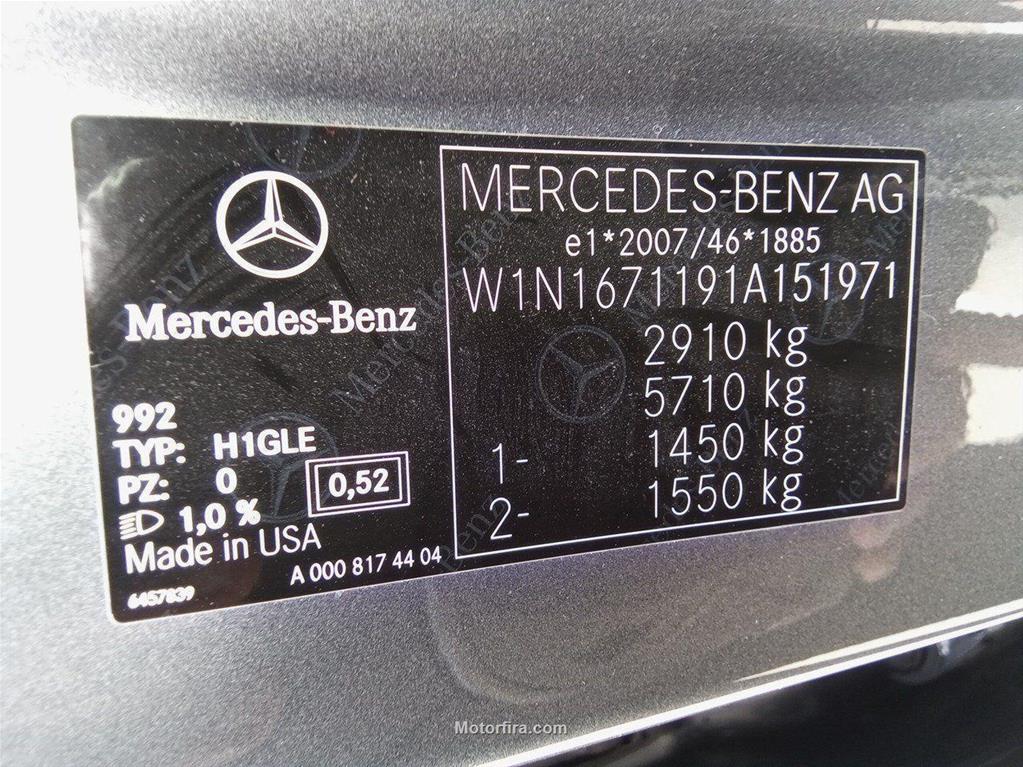 Mercedes-Benz
992
TYP: H1GLE
PZ: 0
0,52
1,0 %
Made in USA
A 000 817 44 04
6457839
MERCEDES-BENZ AG
e1*2007/46*1885
W1N1671191A151971
2910 kg
5710 kg
1- 1450 kg
2- 1550 kg
Motorfira.com